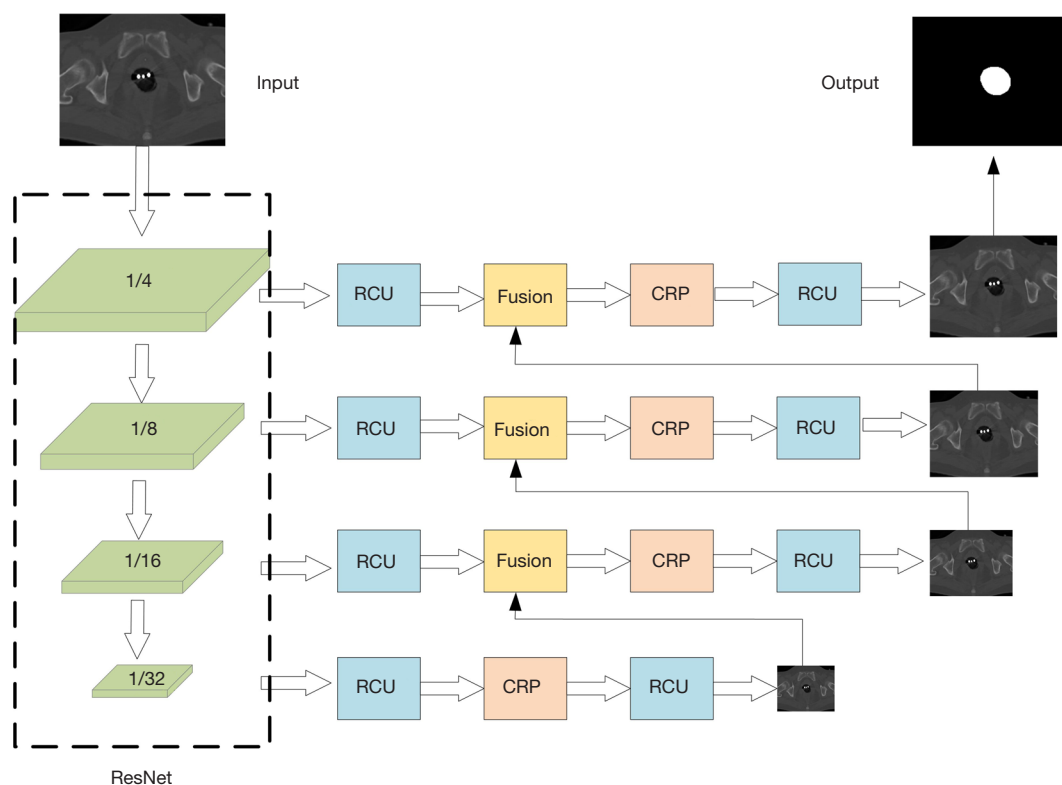 Input
Output
1/4
RCU
Fusion
CRP
RCU
1/8
RCU
Fusion
CRP
RCU
1/16
RCU
Fusion
CRP
RCU
1/32
RCU
CRP
RCU
ResNet